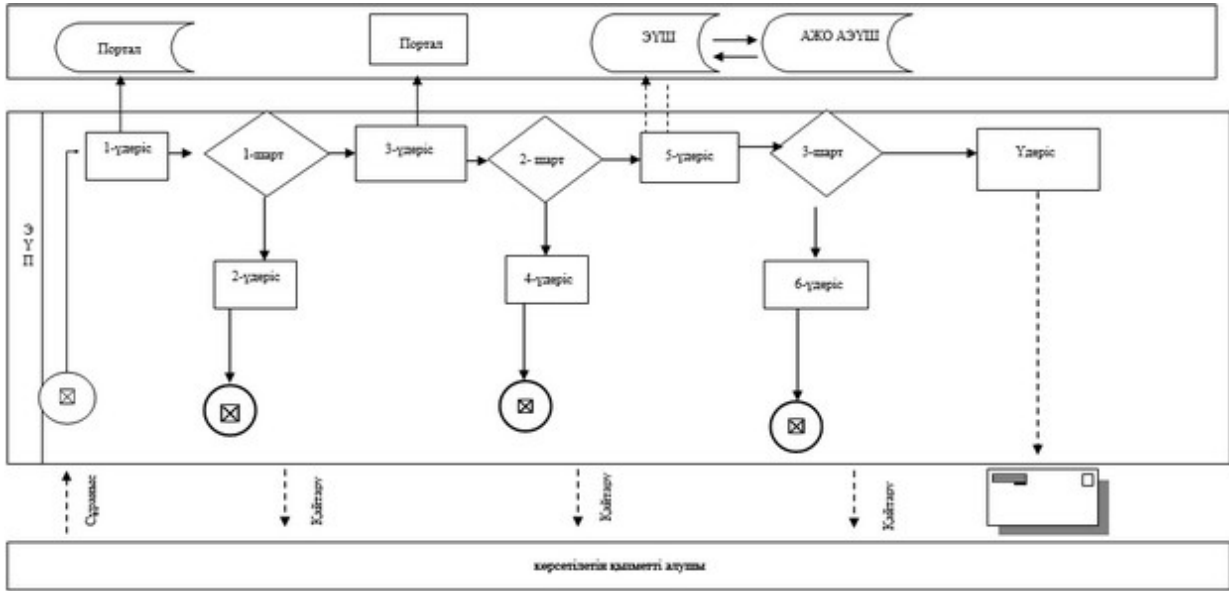 Портал
Портал
ЭҮШ
АЖО АЭҮШ
1-үдеріс
1-шарт
3-үдеріс
2- шарт
5-үдеріс
3-шарт
Үдеріс
ЭҮП
2-үдеріс
4-үдеріс
6-үдеріс
Сұраныс
Қайтару
Қайтару
Қайтару
көрсетілетін қызметті алушы